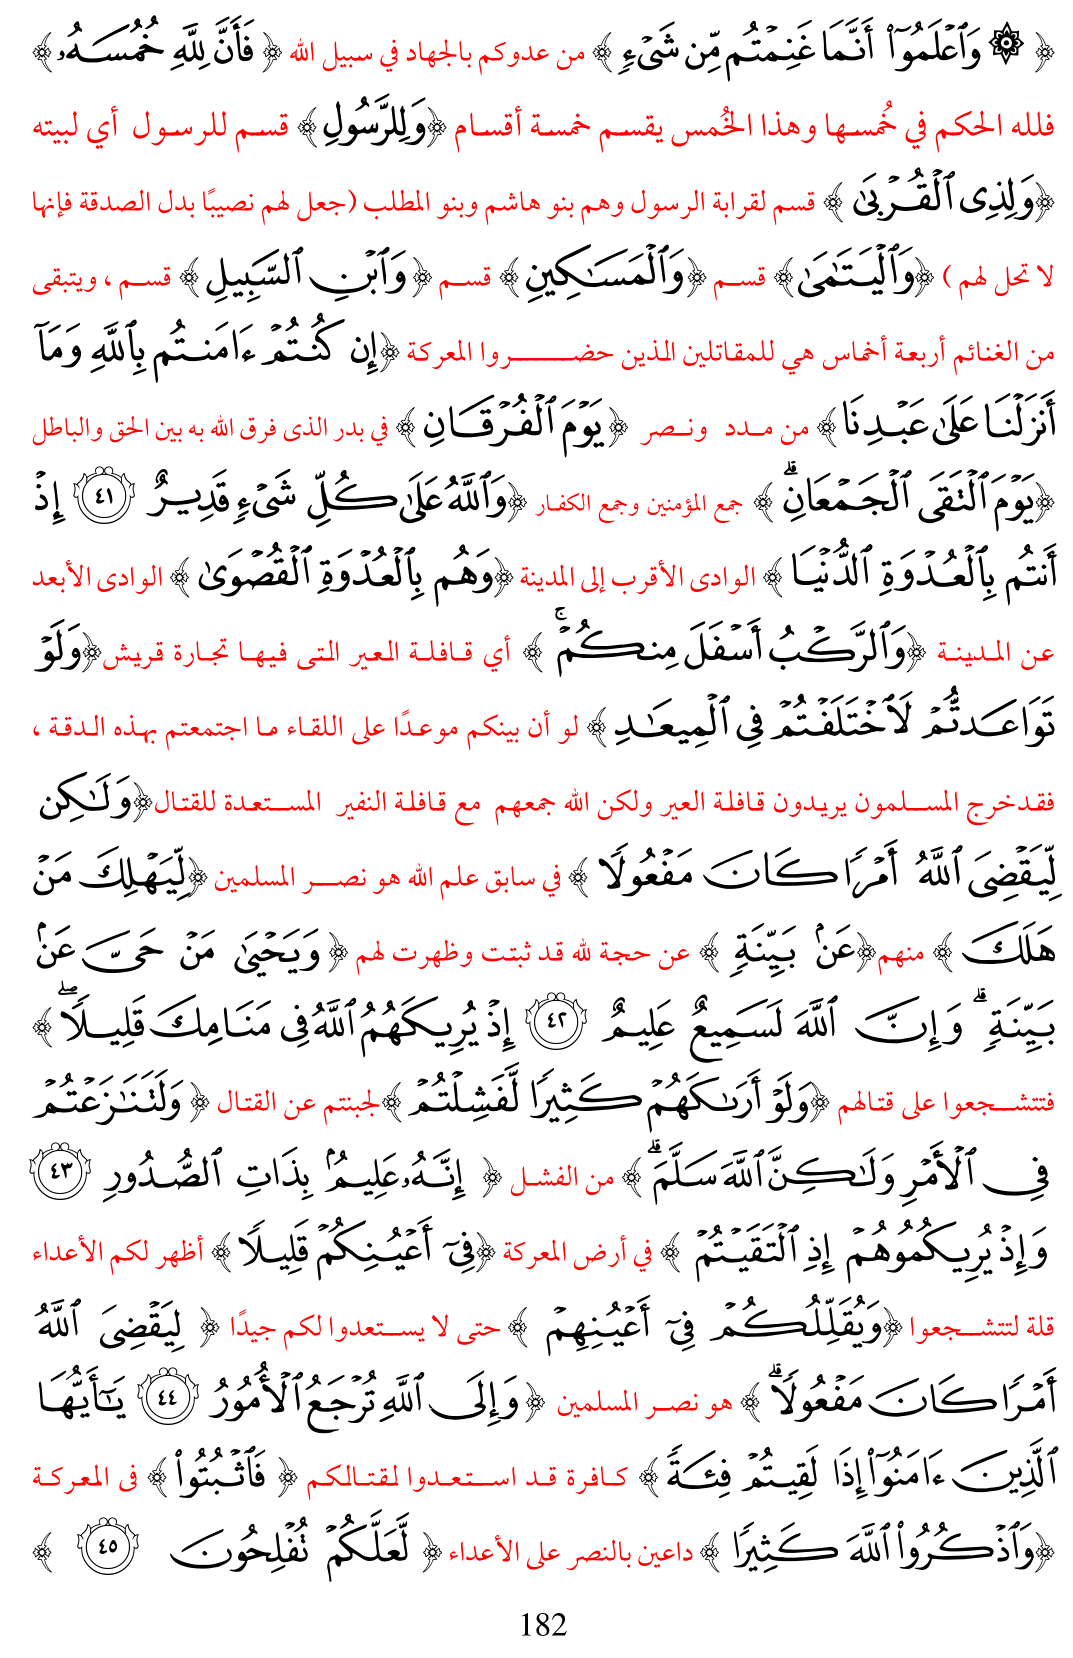 ﴿ ۞ وَٱعْلَمُوٓا۟ أَنَّمَا غَنِمْتُم مِّن شَىْءٍ ﴾ من عدوكم بالجهاد في سبيل الله ﴿ فَأَنَّ لِلَّهِ خُمُسَهُۥ ﴾
فلله الحكم في خُمسها وهذا الخُمس يقسم خمسة أقسام ﴿وَلِلرَّسُولِ﴾ قسم للرسول أي لبيته
﴿وَلِذِى ٱلْقُرْبَىٰ ﴾ قسم لقرابة الرسول وهم بنو هاشم وبنو المطلب (جعل لهم نصيبًا بدل الصدقة فإنها
لا تحل لهم ) ﴿وَٱلْيَتَٰمَىٰ﴾ قسم ﴿وَٱلْمَسَٰكِينِ﴾ قسم ﴿وَٱبْنِ ٱلسَّبِيلِ﴾ قسم ، ويتبقى
من الغنائم أربعة أخماس هي للمقاتلين الذين حضروا المعركة ﴿إِن كُنتُمْ ءَامَنتُم بِٱللَّهِ وَمَآ
أَنزَلْنَا عَلَىٰ عَبْدِنَا﴾ من مدد ونصر ﴿يَوْمَ ٱلْفُرْقَانِ﴾ في بدر الذى فرق الله به بين الحق والباطل
﴿يَوْمَ ٱلْتَقَى ٱلْجَمْعَانِ ۗ ﴾ جمع المؤمنين وجمع الكفار ﴿وَٱللَّهُ عَلَىٰ كُلِّ شَىْءٍ قَدِيرٌ ٤١ إِذْ
أَنتُم بِٱلْعُدْوَةِ ٱلدُّنْيَا ﴾ الوادى الأقرب إلى المدينة ﴿وَهُم بِٱلْعُدْوَةِ ٱلْقُصْوَىٰ ﴾ الوادى الأبعد
عن المدينة ﴿وَٱلرَّكْبُ أَسْفَلَ مِنكُمْ ۚ ﴾ أي قافلة العير التى فيها تجارة قريش ﴿وَلَوْ
تَوَاعَدتُّمْ لَٱخْتَلَفْتُمْ فِى ٱلْمِيعَٰدِ﴾ لو أن بينكم موعدًا على اللقاء ما اجتمعتم بهذه الدقة ،
فقد خرج المسلمون يريدون قافلة العير ولكن الله جمعهم مع قافلة النفير المستعدة للقتال ﴿وَلَٰكِن
لِّيَقْضِىَ ٱللَّهُ أَمْرًا كَانَ مَفْعُولًا ﴾ في سابق علم الله هو نصر المسلمين ﴿لِّيَهْلِكَ مَنْ
هَلَكَ ﴾ منهم ﴿عَنۢ بَيِّنَةٍ ﴾ عن حجة لله قد ثبتت وظهرت لهم ﴿ وَيَحْيَىٰ مَنْ حَىَّ عَنۢ
بَيِّنَةٍ ۗ وَإِنَّ ٱللَّهَ لَسَمِيعٌ عَلِيمٌ ٤٢ إِذْ يُرِيكَهُمُ ٱللَّهُ فِى مَنَامِكَ قَلِيلًا ۖ ﴾
فتتشجعوا على قتالهم ﴿وَلَوْ أَرَىٰكَهُمْ كَثِيرًا لَّفَشِلْتُمْ ﴾ لجبنتم عن القتال ﴿ وَلَتَنَٰزَعْتُمْ
فِى ٱلْأَمْرِ وَلَٰكِنَّ ٱللَّهَ سَلَّمَ ۗ ﴾ من الفشل ﴿ إِنَّهُۥ عَلِيمٌۢ بِذَاتِ ٱلصُّدُورِ ٤٣
وَإِذْ يُرِيكُمُوهُمْ إِذِ ٱلْتَقَيْتُمْ ﴾ في أرض المعركة ﴿فِىٓ أَعْيُنِكُمْ قَلِيلًا ﴾ أظهر لكم الأعداء
قلة لتتشجعوا ﴿وَيُقَلِّلُكُمْ فِىٓ أَعْيُنِهِمْ ﴾ حتى لا يستعدوا لكم جيدًا ﴿ لِيَقْضِىَ ٱللَّهُ
أَمْرًا كَانَ مَفْعُولًا ۗ ﴾ هو نصر المسلمين ﴿ وَإِلَى ٱللَّهِ تُرْجَعُ ٱلْأُمُورُ ٤٤ يَٰٓأَيُّهَا
ٱلَّذِينَ ءَامَنُوٓا۟ إِذَا لَقِيتُمْ فِئَةً ﴾ كافرة قد استعدوا لقتالكم ﴿ فَٱثْبُتُوا۟ ﴾ فى المعركة
﴿وَٱذْكُرُوا۟ ٱللَّهَ كَثِيرًا ﴾ داعين بالنصر على الأعداء ﴿ لَّعَلَّكُمْ تُفْلِحُونَ ٤٥ ﴾
182